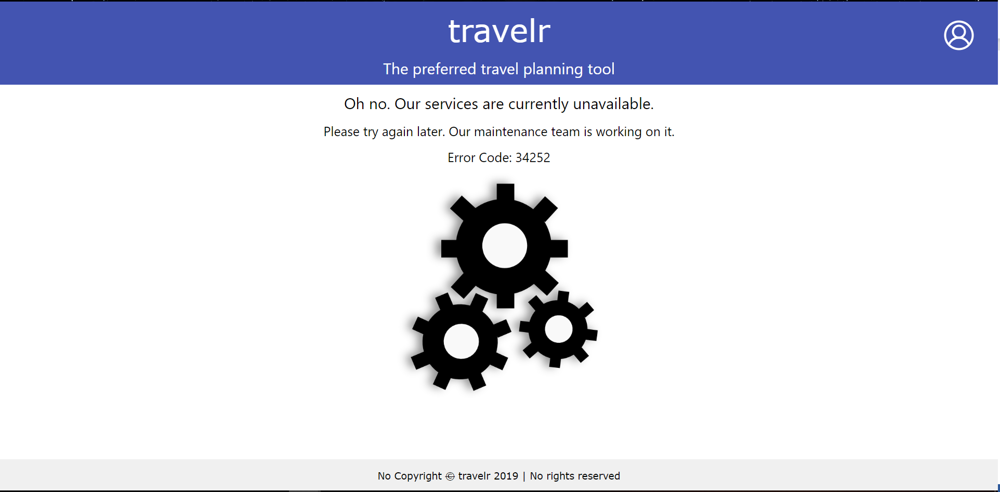 travelr
The preferred travel planning tool
Oh no. Our services are currently unavailable.
Please try again later. Our maintenance team is working on it.
Error Code: 34252
No Copyright © travelr 2019 | No rights reserved